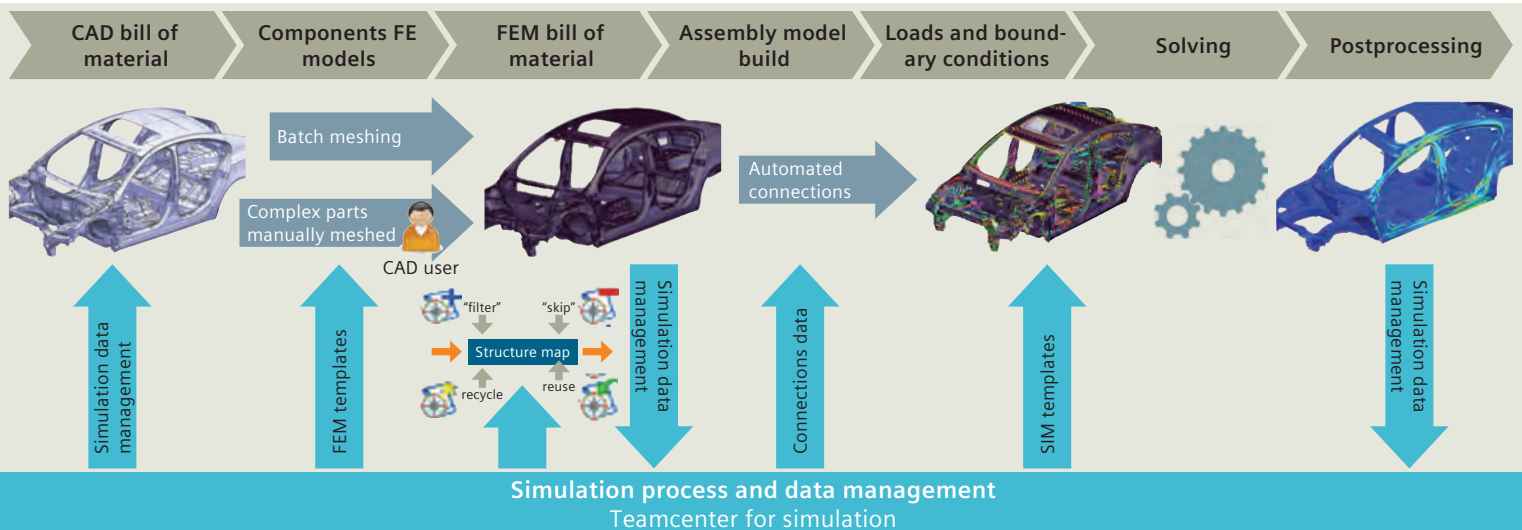 CAD bill of
material
Components FE
models
FEM bill of
material
Assembly model
build
Loads and bound-
ary conditions
Solving
Postprocessing
Batch meshing
Complex parts
manually meshed
CAD user
Automated
connections
Simulation data
management
FEM templates
"filter"
"skip"
Structure map
recycle
reuse
Simulation data
management
Connections data
SIM templates
Simulation data
management
Simulation process and data management
Teamcenter for simulation